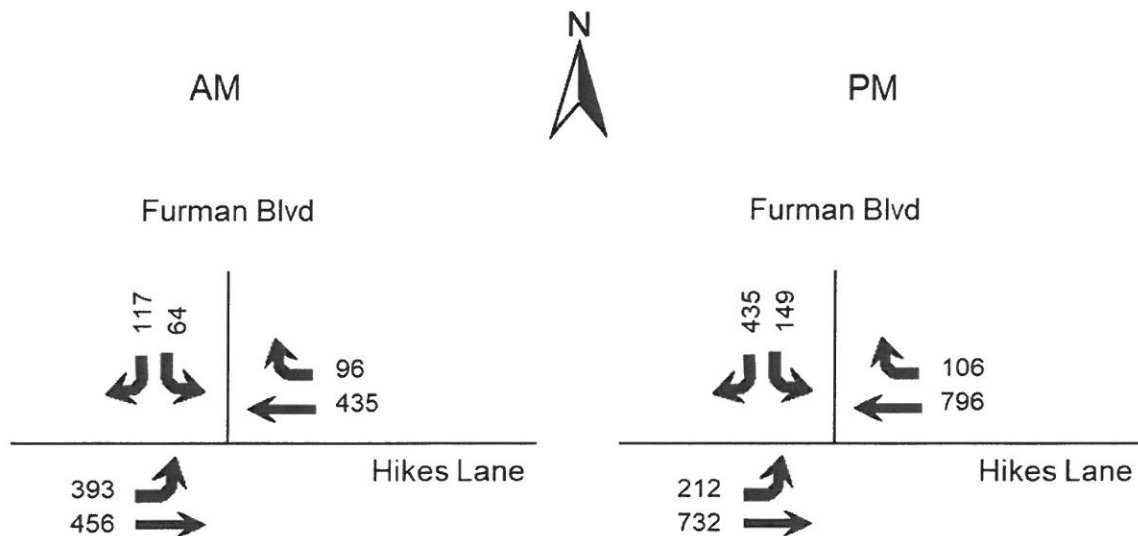 N
AM
PM
Furman Blvd
Furman Blvd
117
64
96
435
393
456
Hikes Lane
435
149
106
796
212
732
Hikes Lane